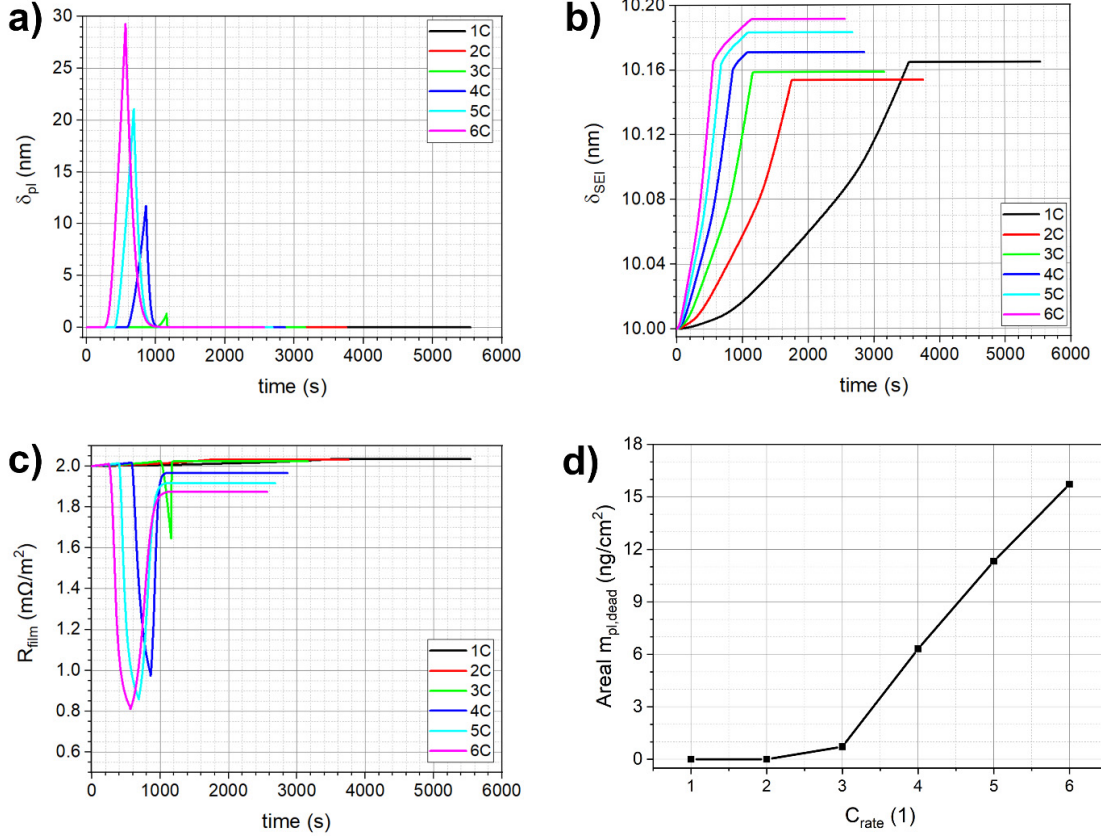 a)
30
25
20
15
10
5
0
δpl (nm)
0 1000 2000 3000 4000 5000 6000
time (s)
1C
2C
3C
4C
5C
6C
b)
10.20
10.16
10.12
10.08
10.04
10.00
δSEI (nm)
0 1000 2000 3000 4000 5000 6000
time (s)
1C
2C
3C
4C
5C
6C
c)
2.0
1.8
1.6
1.4
1.2
1.0
0.8
0.6
Rfilm (mΩ/m²)
0 1000 2000 3000 4000 5000 6000
time (s)
1C
2C
3C
4C
5C
6C
d)
18
15
12
9
6
3
0
Areal mpl,dead (ng/cm²)
1 2 3 4 5 6
Crate (1)